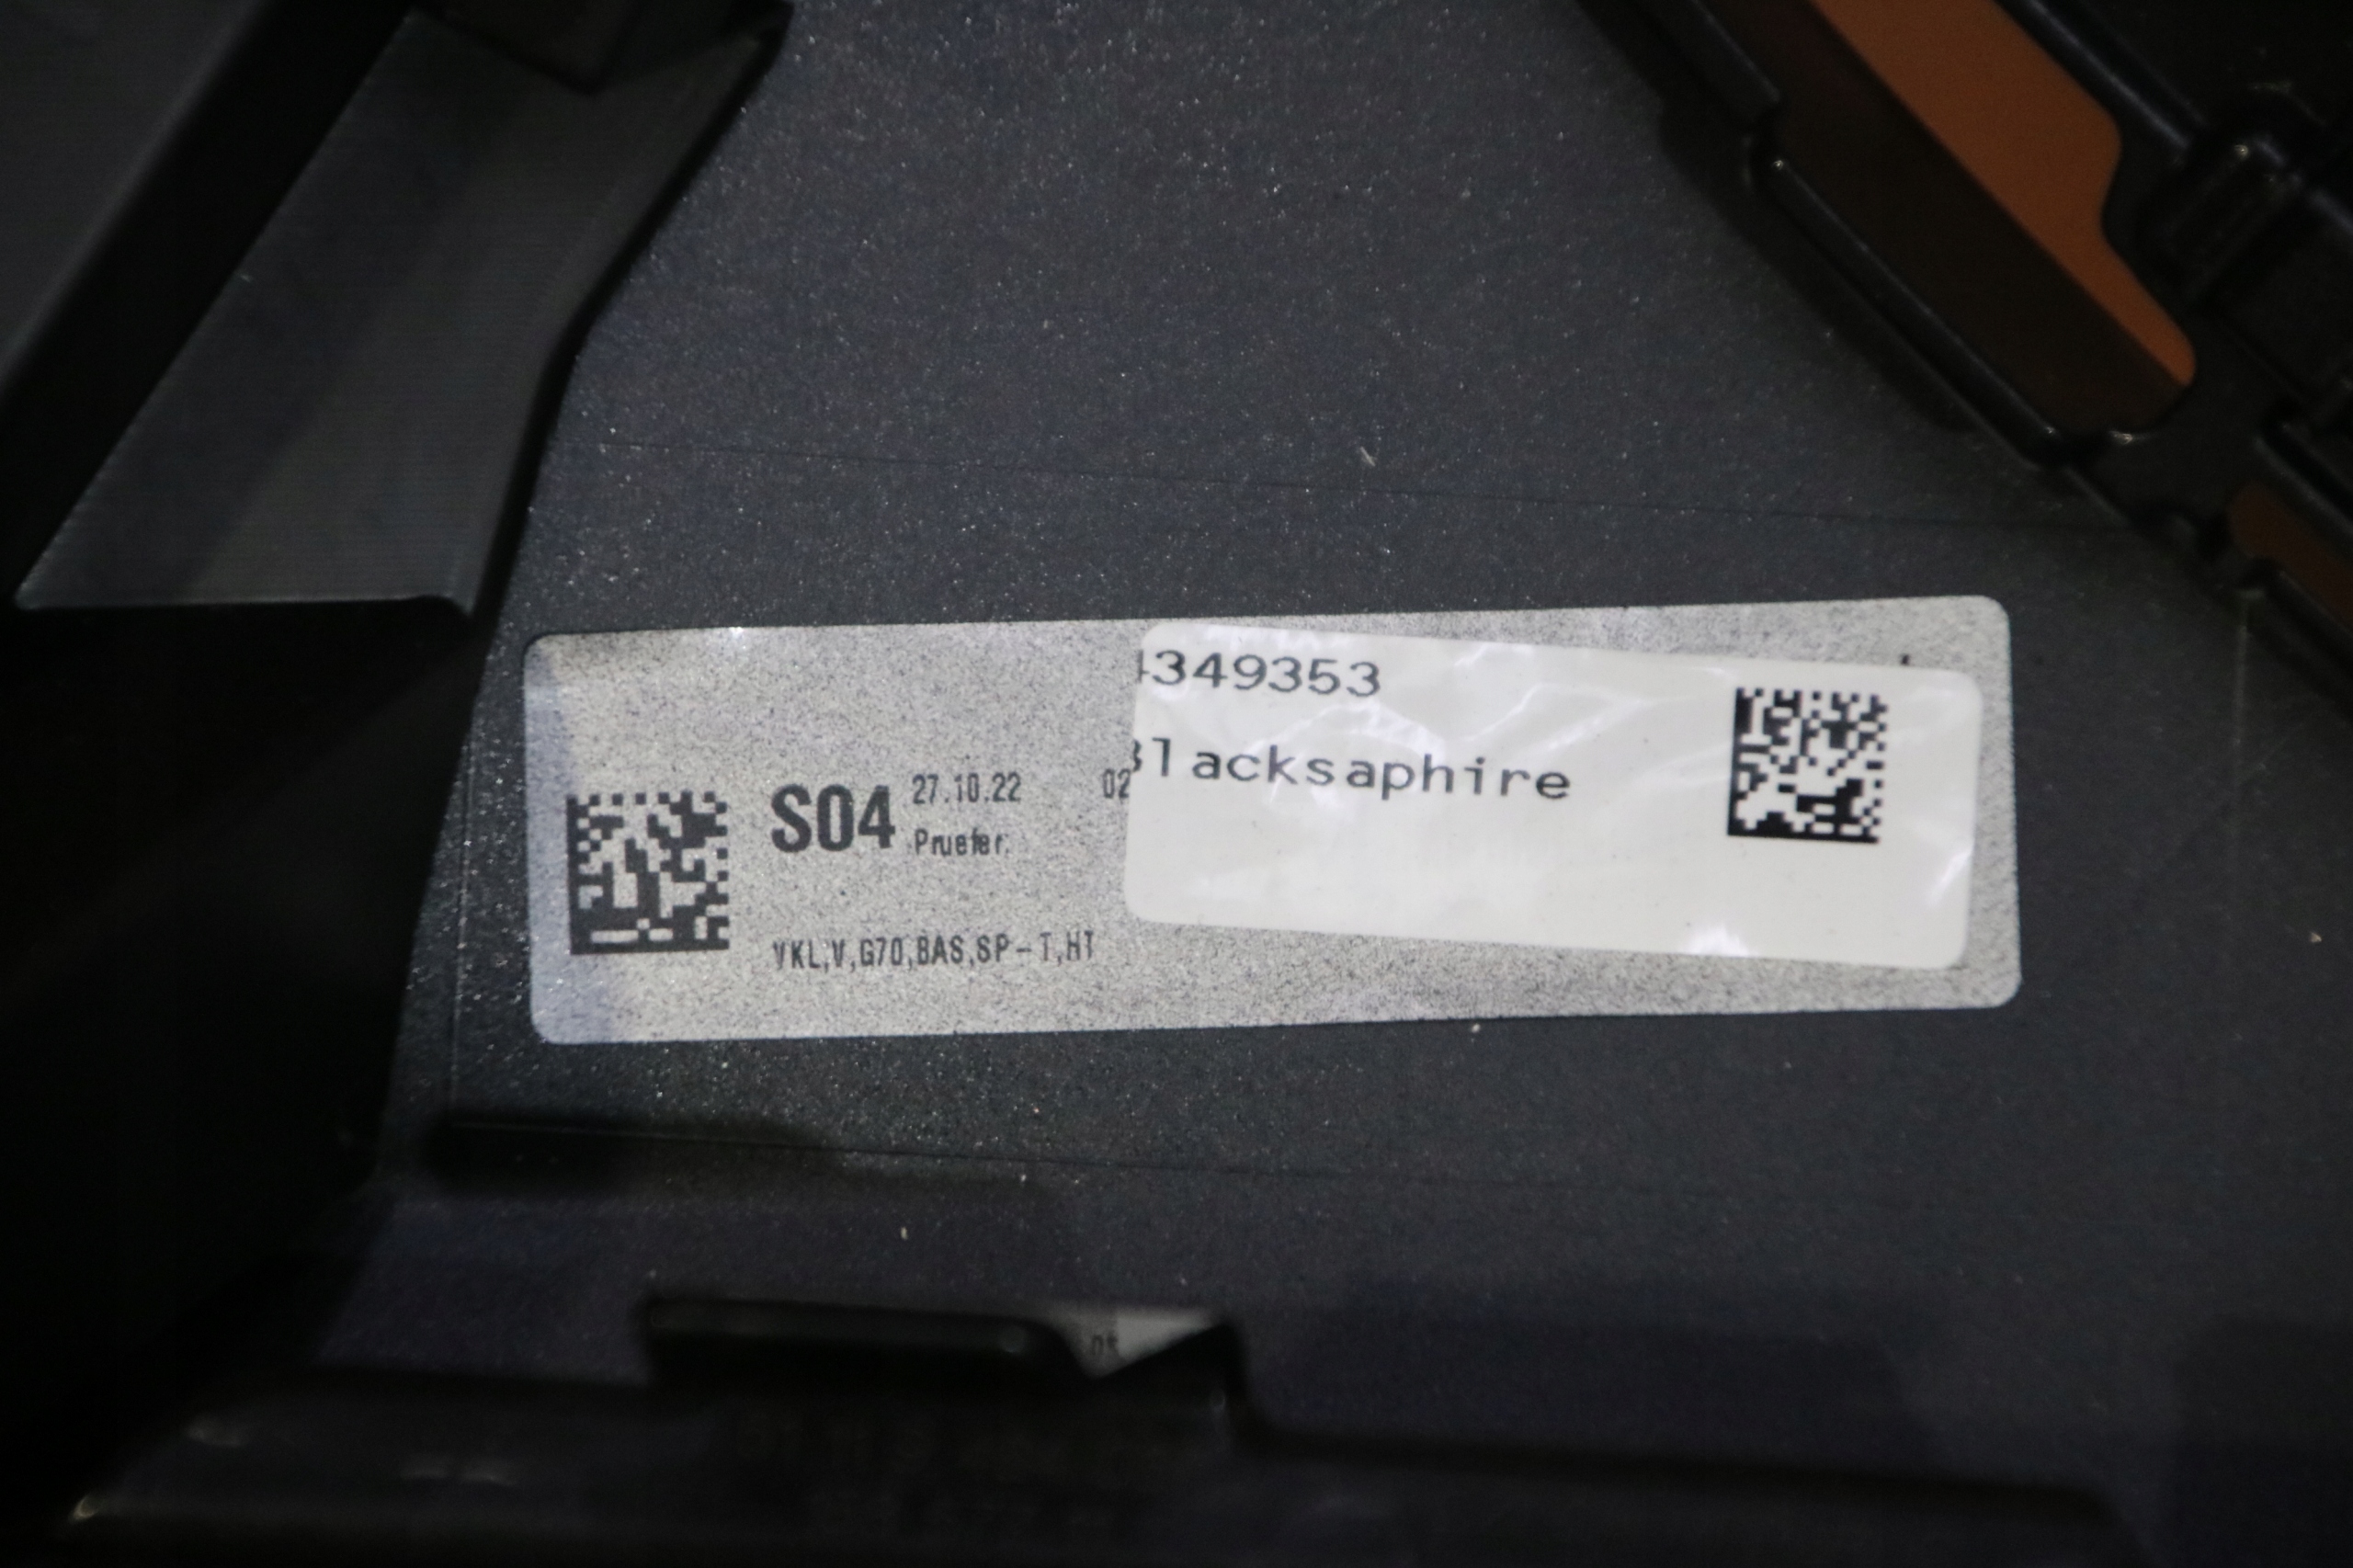 4349353
Blacksaphire
S04 27.10.22 02
Pruefer:
VKL,V,G70,BAS,SP-T,HT